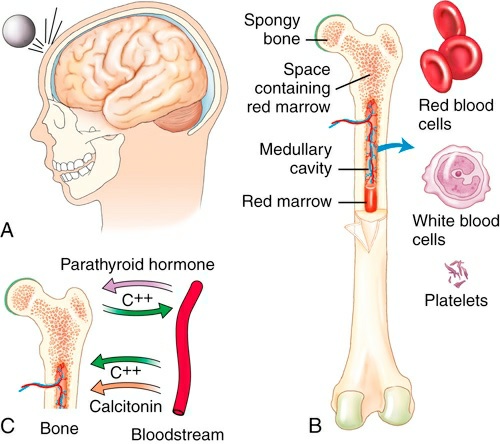 Spongy
bone
Space
containing
red marrow
Medullary
cavity
Red marrow
Red blood
cells
White blood
cells
Platelets
A
Parathyroid hormone
C++
C++
Calcitonin
C
Bone
Bloodstream
B